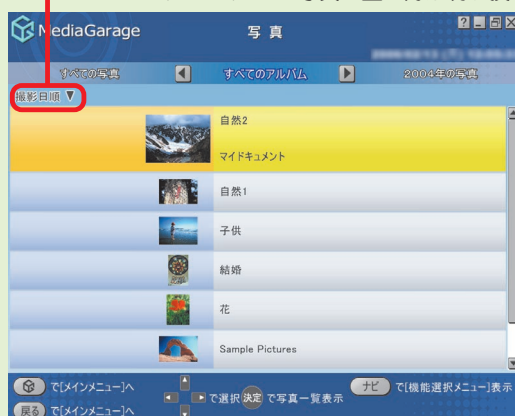 MediaGarage
写真
すべての写真
すべてのアルバム
2004年の写真
撮影日順▼
自然2
マイドキュメント
自然1
子供
結婚
花
Sample Pictures
で[メインメニュー]へ
で選択 決定 で写真一覧表示
ナビ で[機能選択メニュー]表示
戻る で[メインメニュー]へ